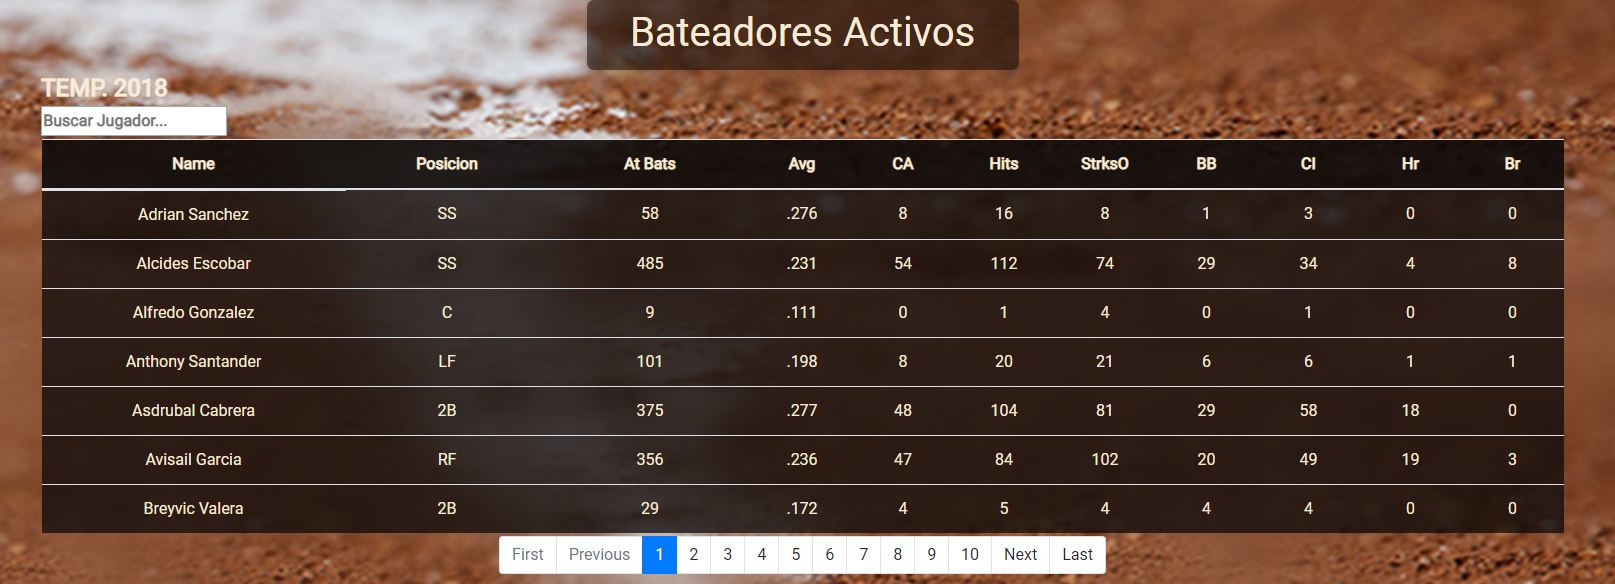 Bateadores Activos
TEMP. 2018
Buscar Jugador...
Name Posicion At Bats Avg CA Hits StrksO BB CI Hr Br
Adrian Sanchez SS 58 .276 8 16 8 1 3 0 0
Alcides Escobar SS 485 .231 54 112 74 29 34 4 8
Alfredo Gonzalez C 9 .111 0 1 4 0 1 0 0
Anthony Santander LF 101 .198 8 20 21 6 6 1 1
Asdrubal Cabrera 2B 375 .277 48 104 81 29 58 18 0
Avisail Garcia RF 356 .236 47 84 102 20 49 19 3
Breyvic Valera 2B 29 .172 4 5 4 4 4 0 0
First Previous 1 2 3 4 5 6 7 8 9 10 Next Last